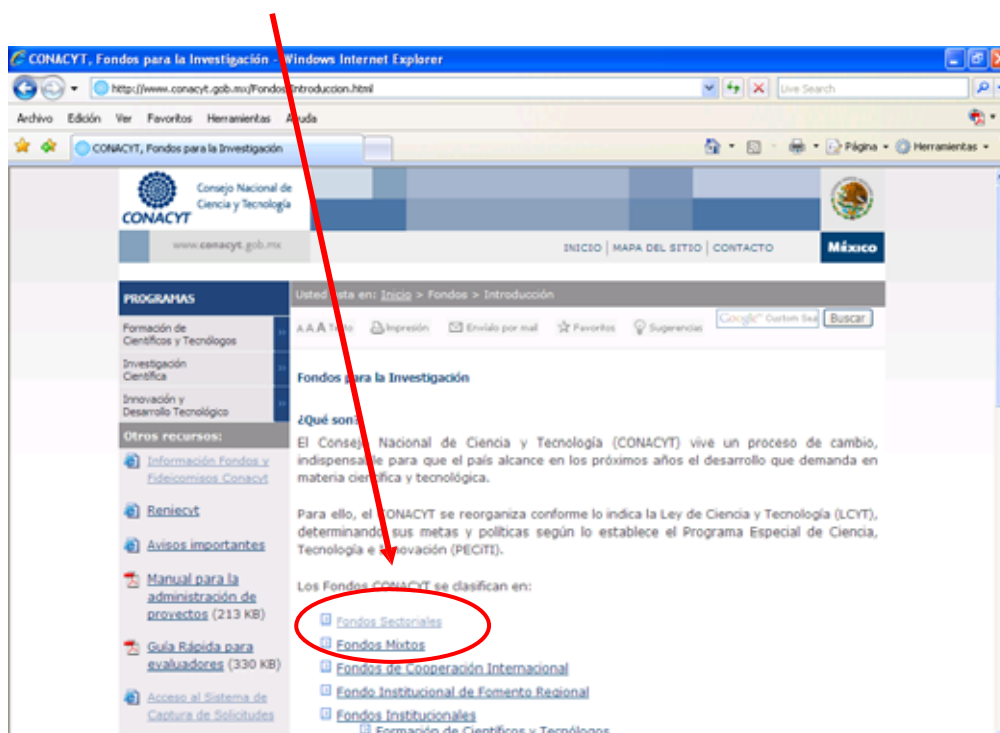 CONACYT, Fondos para la Investigación - Windows Internet Explorer
http://www.conacyt.gob.mx/Fondos/Introduccion.html
Live Search
Archivo Edición Ver Favoritos Herramientas Ayuda
CONACYT, Fondos para la Investigación
Página
Herramientas
Consejo Nacional de
Ciencia y Tecnología
CONACYT
www.conacyt.gob.mx
INICIO | MAPA DEL SITIO | CONTACTO
México
PROGRAMAS
Usted esta en: Inicio > Fondos > Introducción
Formación de
Científicos y Tecnólogos
A A A Texto Impresión Envíalo por mail Favoritos Sugerencias
Google™ Custom Sea
Buscar
Investigación
Científica
Innovación y
Desarrollo Tecnológico
Otros recursos:
Información Fondos y
Fideicomisos Conacyt
Reniecyt
Avisos importantes
Manual para la
administración de
proyectos (213 KB)
Guía Rápida para
evaluadores (330 KB)
Acceso al Sistema de
Captura de Solicitudes
Fondos para la Investigación
¿Qué son?
El Consejo Nacional de Ciencia y Tecnología (CONACYT) vive un proceso de cambio,
indispensable para que el país alcance en los próximos años el desarrollo que demanda en
materia científica y tecnológica.
Para ello, el CONACYT se reorganiza conforme lo indica la Ley de Ciencia y Tecnología (LCYT),
determinando sus metas y políticas según lo establece el Programa Especial de Ciencia,
Tecnología e Innovación (PECiTI).
Los Fondos CONACYT se clasifican en:
Fondos Sectoriales
Fondos Mixtos
Fondos de Cooperación Internacional
Fondo Institucional de Fomento Regional
Fondos Institucionales
Formación de Científicos y Tecnólogos